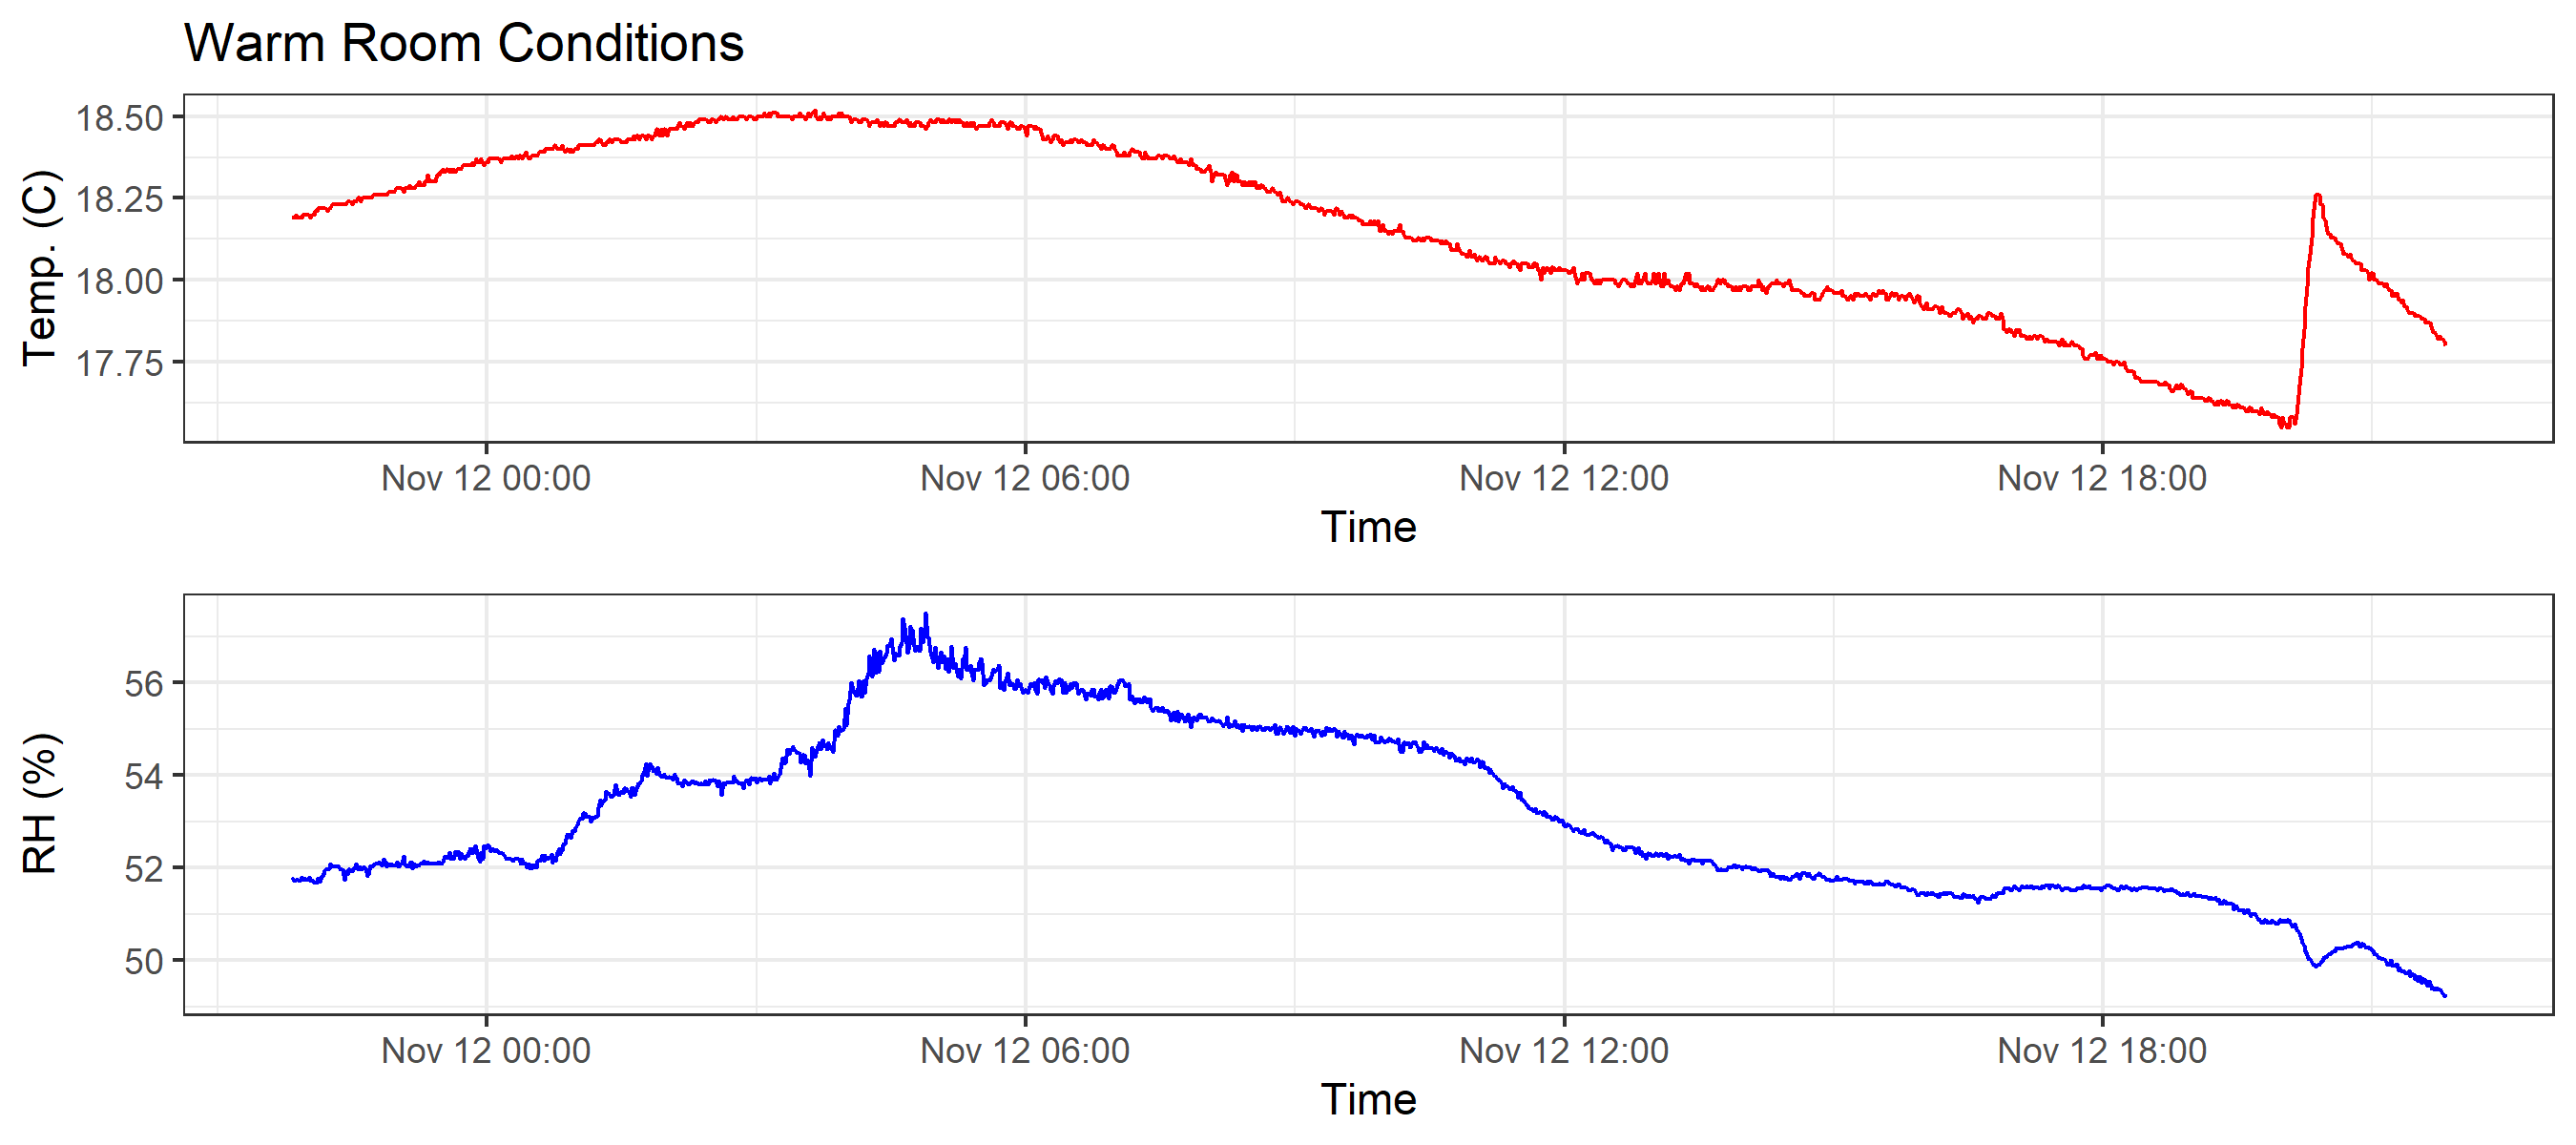 Warm Room Conditions
Temp. (C)
18.50
18.25
18.00
17.75
Nov 12 00:00 Nov 12 06:00 Nov 12 12:00 Nov 12 18:00
Time
RH (%)
56
54
52
50
Nov 12 00:00 Nov 12 06:00 Nov 12 12:00 Nov 12 18:00
Time